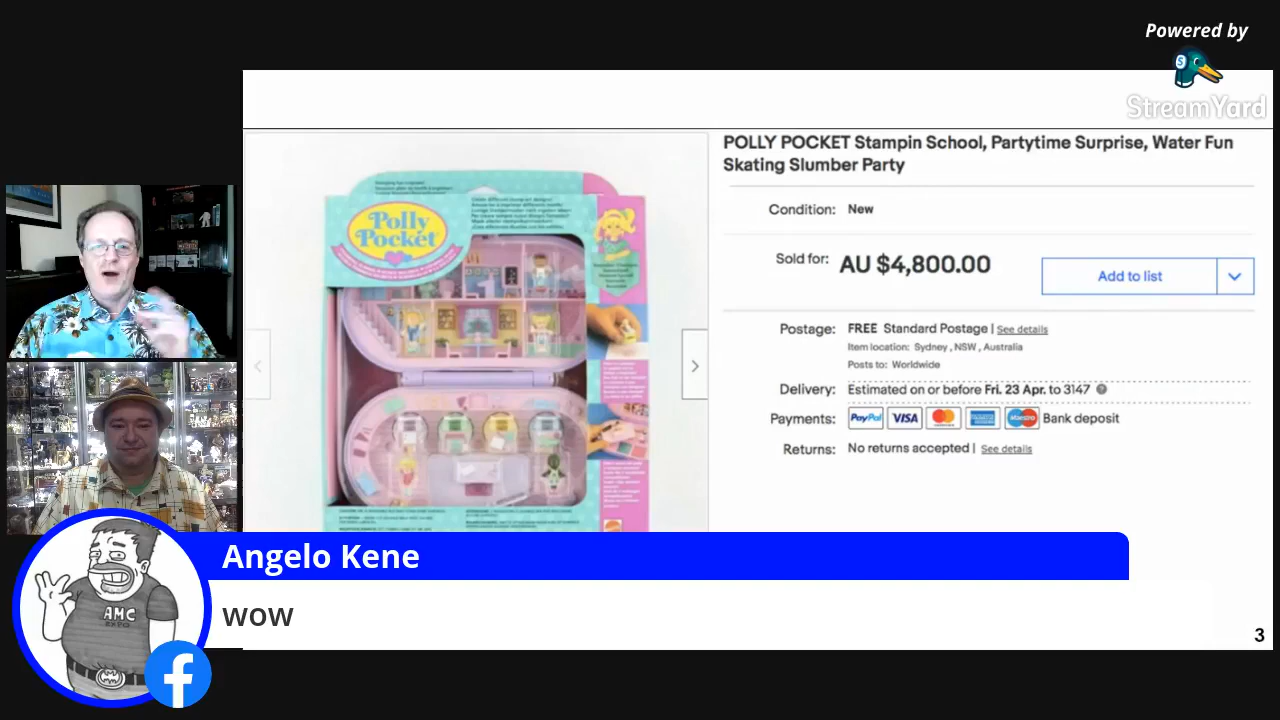 Powered by
StreamYard
POLLY POCKET Stampin School, Partytime Surprise, Water Fun
Skating Slumber Party
Condition: New
Sold for: AU $4,800.00
Add to list
Postage: FREE Standard Postage | See details
Item location: Sydney , NSW , Australia
Posts to: Worldwide
Delivery: Estimated on or before Fri. 23 Apr. to 3147
Payments: PayPal VISA Maestro Bank deposit
Returns: No returns accepted | See details
Polly
Pocket
Angelo Kene
wow
AMC
EXPO
3